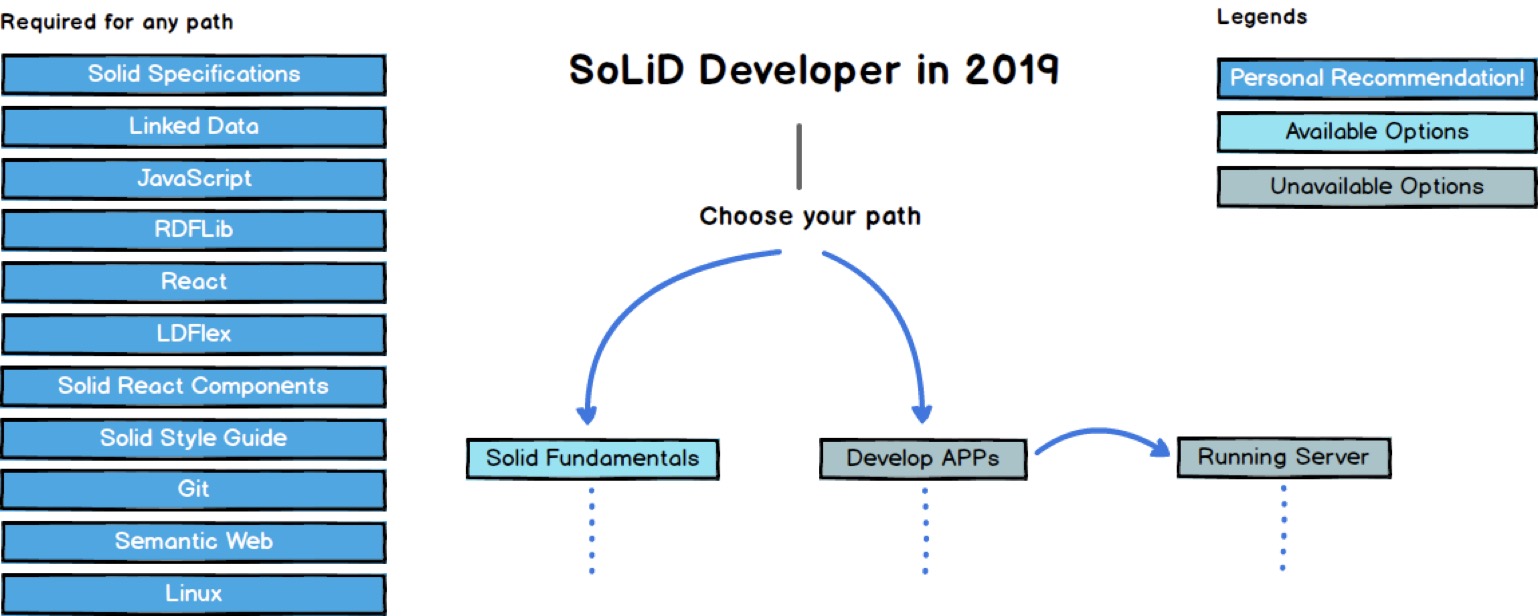 Required for any path
Solid Specifications
Linked Data
JavaScript
RDFLib
React
LDFlex
Solid React Components
Solid Style Guide
Git
Semantic Web
Linux
SoLiD Developer in 2019
Choose your path
Solid Fundamentals
Develop APPs
Running Server
Legends
Personal Recommendation!
Available Options
Unavailable Options